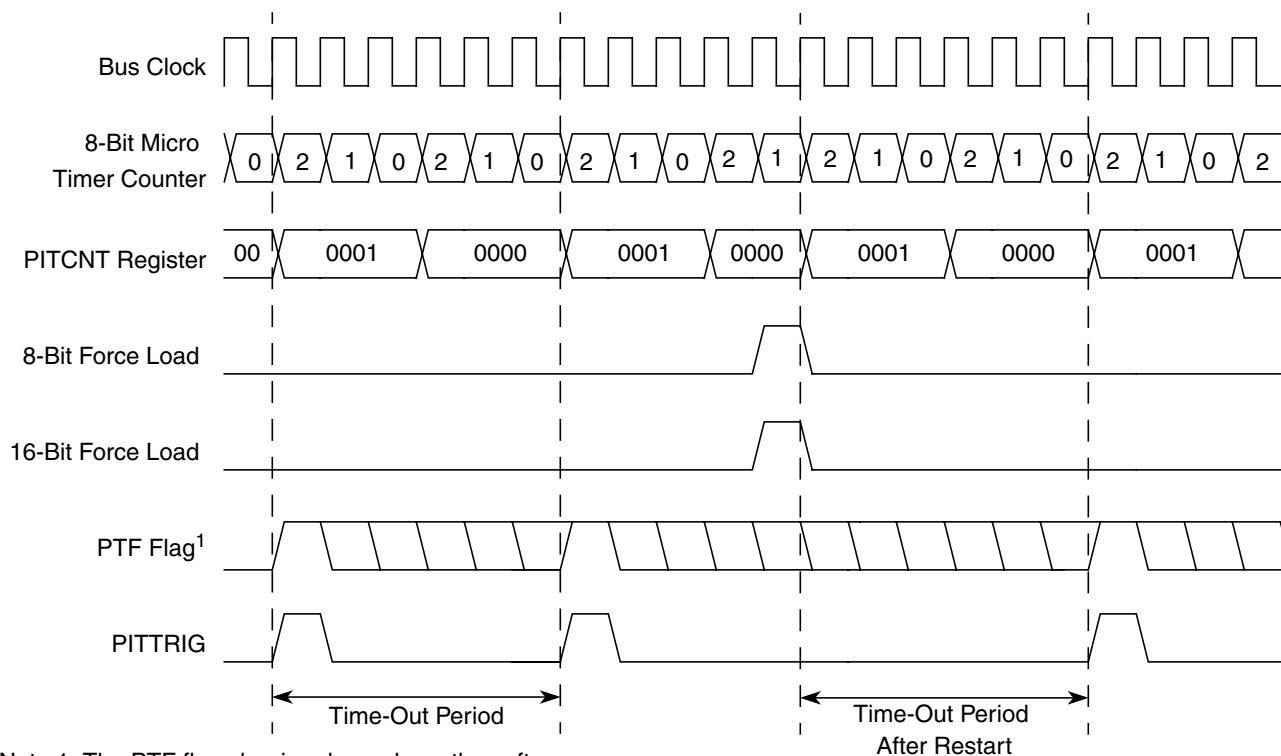 Bus Clock
8-Bit Micro
Timer Counter
0 2 1 0 2 1 0 2 1 0 2 1 2 1 0 2 1 0 2 1 0 2
PITCNT Register
00 0001 0000 0001 0000 0001 0000 0001
8-Bit Force Load
16-Bit Force Load
PTF Flag1
PITTRIG
Time-Out Period
Time-Out Period
After Restart